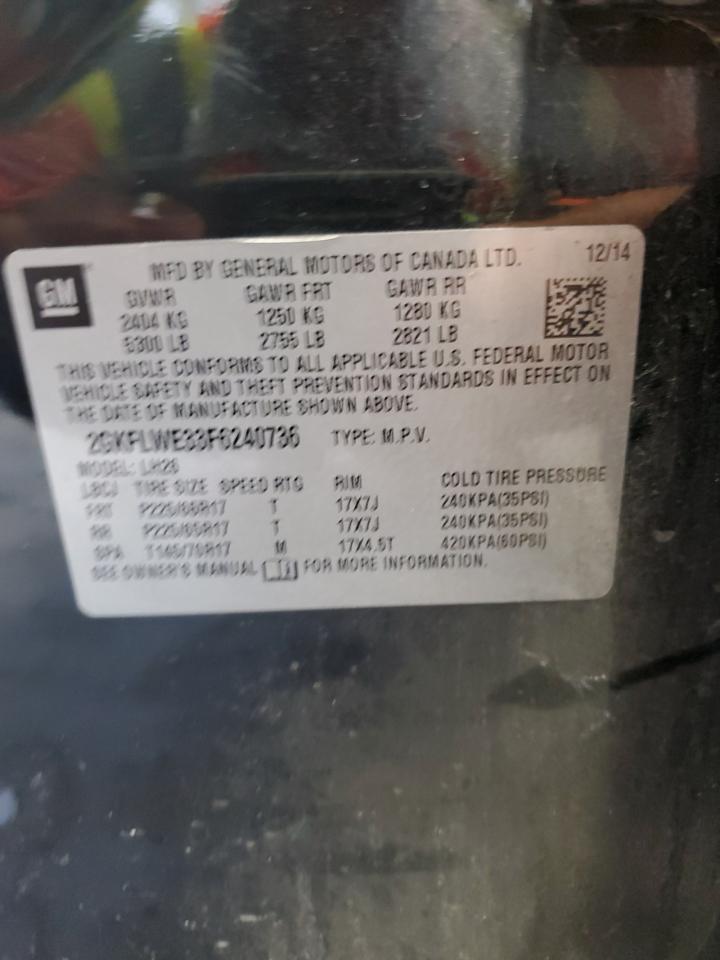 GM
MFD BY GENERAL MOTORS OF CANADA LTD. 12/14
GVWR GAWR FRT GAWR RR
2404 KG 1250 KG 1280 KG
5300 LB 2755 LB 2821 LB
THIS VEHICLE CONFORMS TO ALL APPLICABLE U.S. FEDERAL MOTOR
VEHICLE SAFETY AND THEFT PREVENTION STANDARDS IN EFFECT ON
THE DATE OF MANUFACTURE SHOWN ABOVE.
2GKFLWE33F6240736 TYPE: M.P.V.
MODEL: LH26
TIRE SIZE SPEED RTG RIM COLD TIRE PRESSURE
FRT P225/65R17 T 17X7J 240KPA(35PSI)
RR P225/65R17 T 17X7J 240KPA(35PSI)
SPA T145/70R17 M 17X4.5T 420KPA(60PSI)
SEE OWNER'S MANUAL FOR MORE INFORMATION.